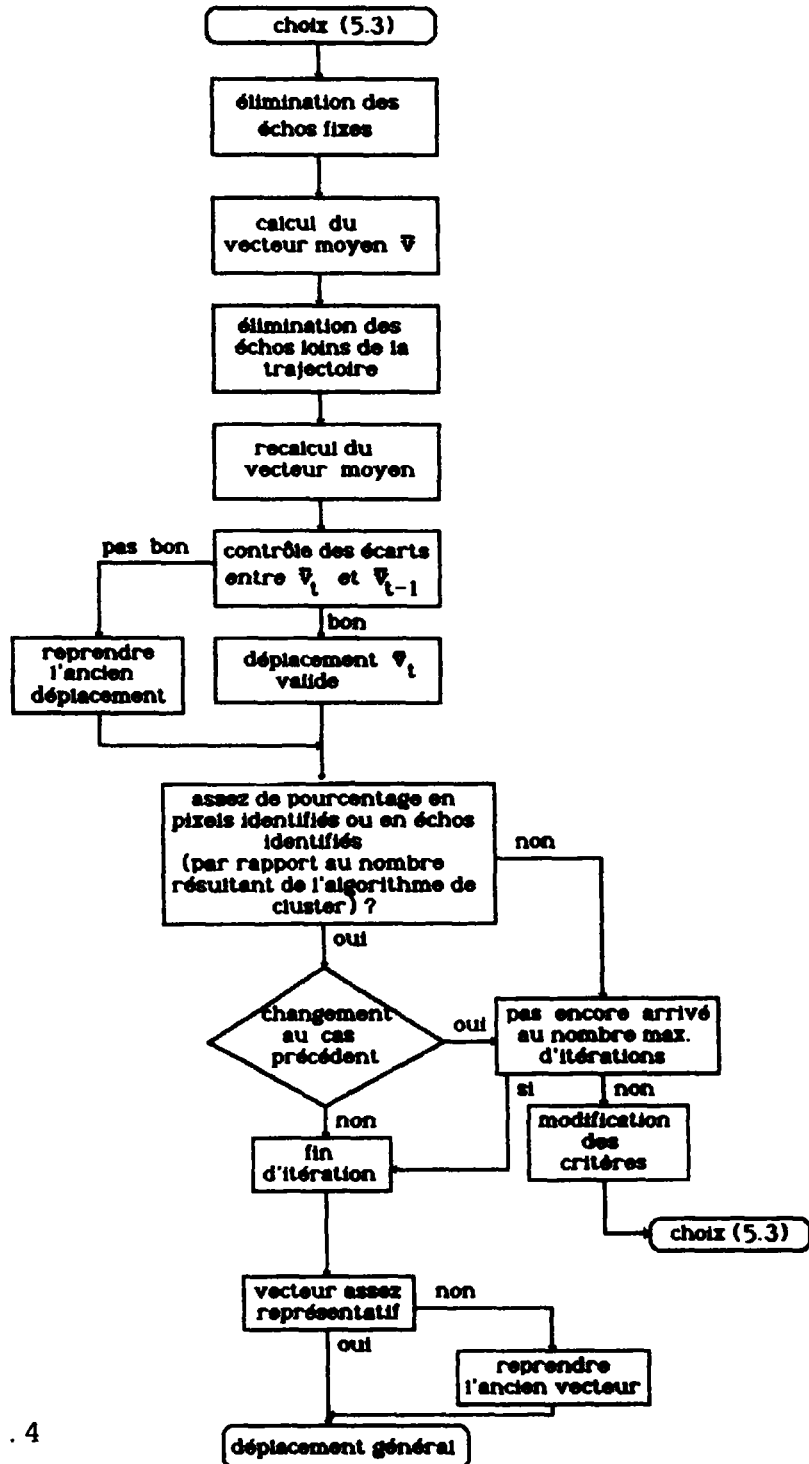 choix (5.3)
élimination des
échos fixes
calcul du
vecteur moyen v̄
élimination des
échos loins de la
trajectoire
recalcul du
vecteur moyen
pas bon
contrôle des écarts
entre v̄t et v̄t-1
bon
reprendre
l'ancien
déplacement
déplacement v̄t
valide
assez de pourcentage en
pixels identifiés ou en échos
identifiés
(par rapport au nombre
résultant de l'algorithme de
cluster) ?
non
oui
changement
au cas
précédent
oui
pas encore arrivé
au nombre max.
d'itérations
si
non
non
fin
d'itération
modification
des
critères
choix (5.3)
vecteur assez
représentatif
non
oui
reprendre
l'ancien vecteur
. 4
déplacement général